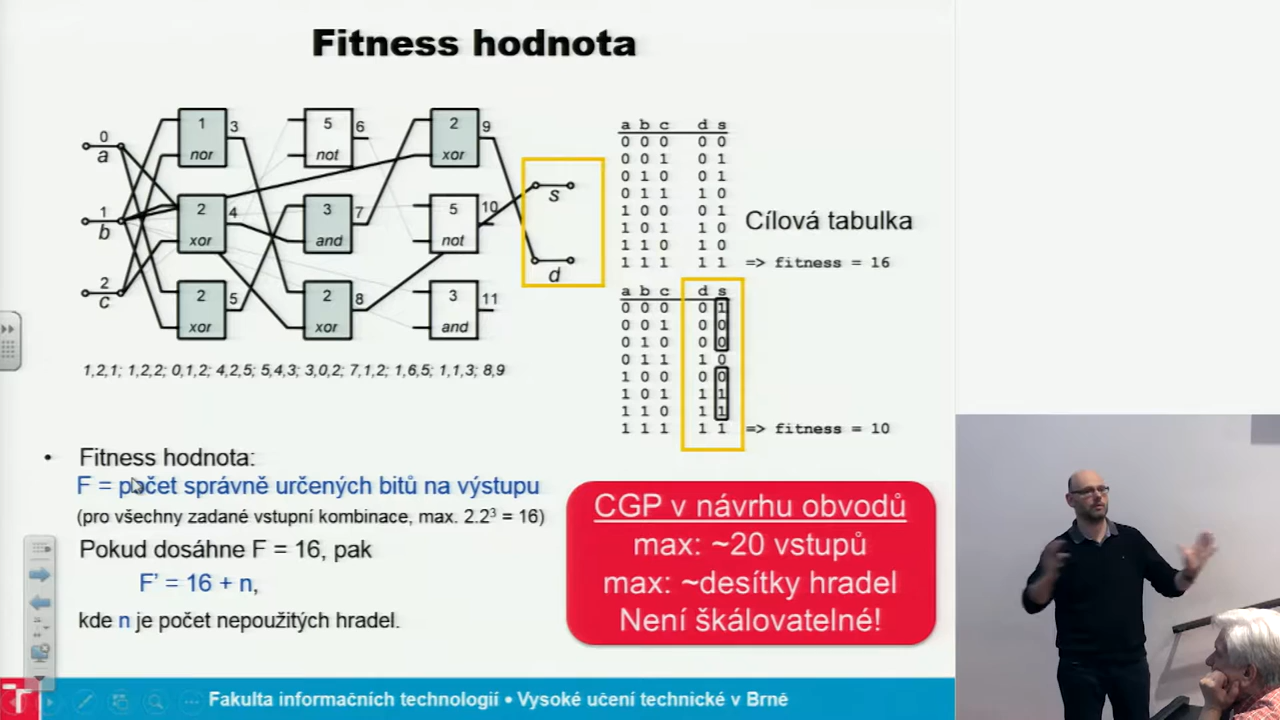 Fitness hodnota
0
a
1
b
2
c
1
nor
3
5
not
6
2
xor
9
2
xor
4
3
and
7
5
not
10
2
xor
5
2
xor
8
3
and
11
s
d
1,2,1; 1,2,2; 0,1,2; 4,2,5; 5,4,3; 3,0,2; 7,1,2; 1,6,5; 1,1,3; 8,9
a b c d s
0 0 0 0 0
0 0 1 0 1
0 1 0 0 1
0 1 1 1 0
1 0 0 0 1
1 0 1 1 0
1 1 0 1 0
1 1 1 1 1 => fitness = 16
Cílová tabulka
a b c d s
0 0 0 0 1
0 0 1 0 0
0 1 0 0 0
0 1 1 1 0
1 0 0 0 0
1 0 1 1 1
1 1 0 1 1
1 1 1 1 1 => fitness = 10
• Fitness hodnota:
F = počet správně určených bitů na výstupu
(pro všechny zadané vstupní kombinace, max. 2.2³ = 16)
Pokud dosáhne F = 16, pak
F' = 16 + n,
kde n je počet nepoužitých hradel.
CGP v návrhu obvodů
max: ~20 vstupů
max: ~desítky hradel
Není škálovatelné!
Fakulta informačních technologií • Vysoké učení technické v Brně